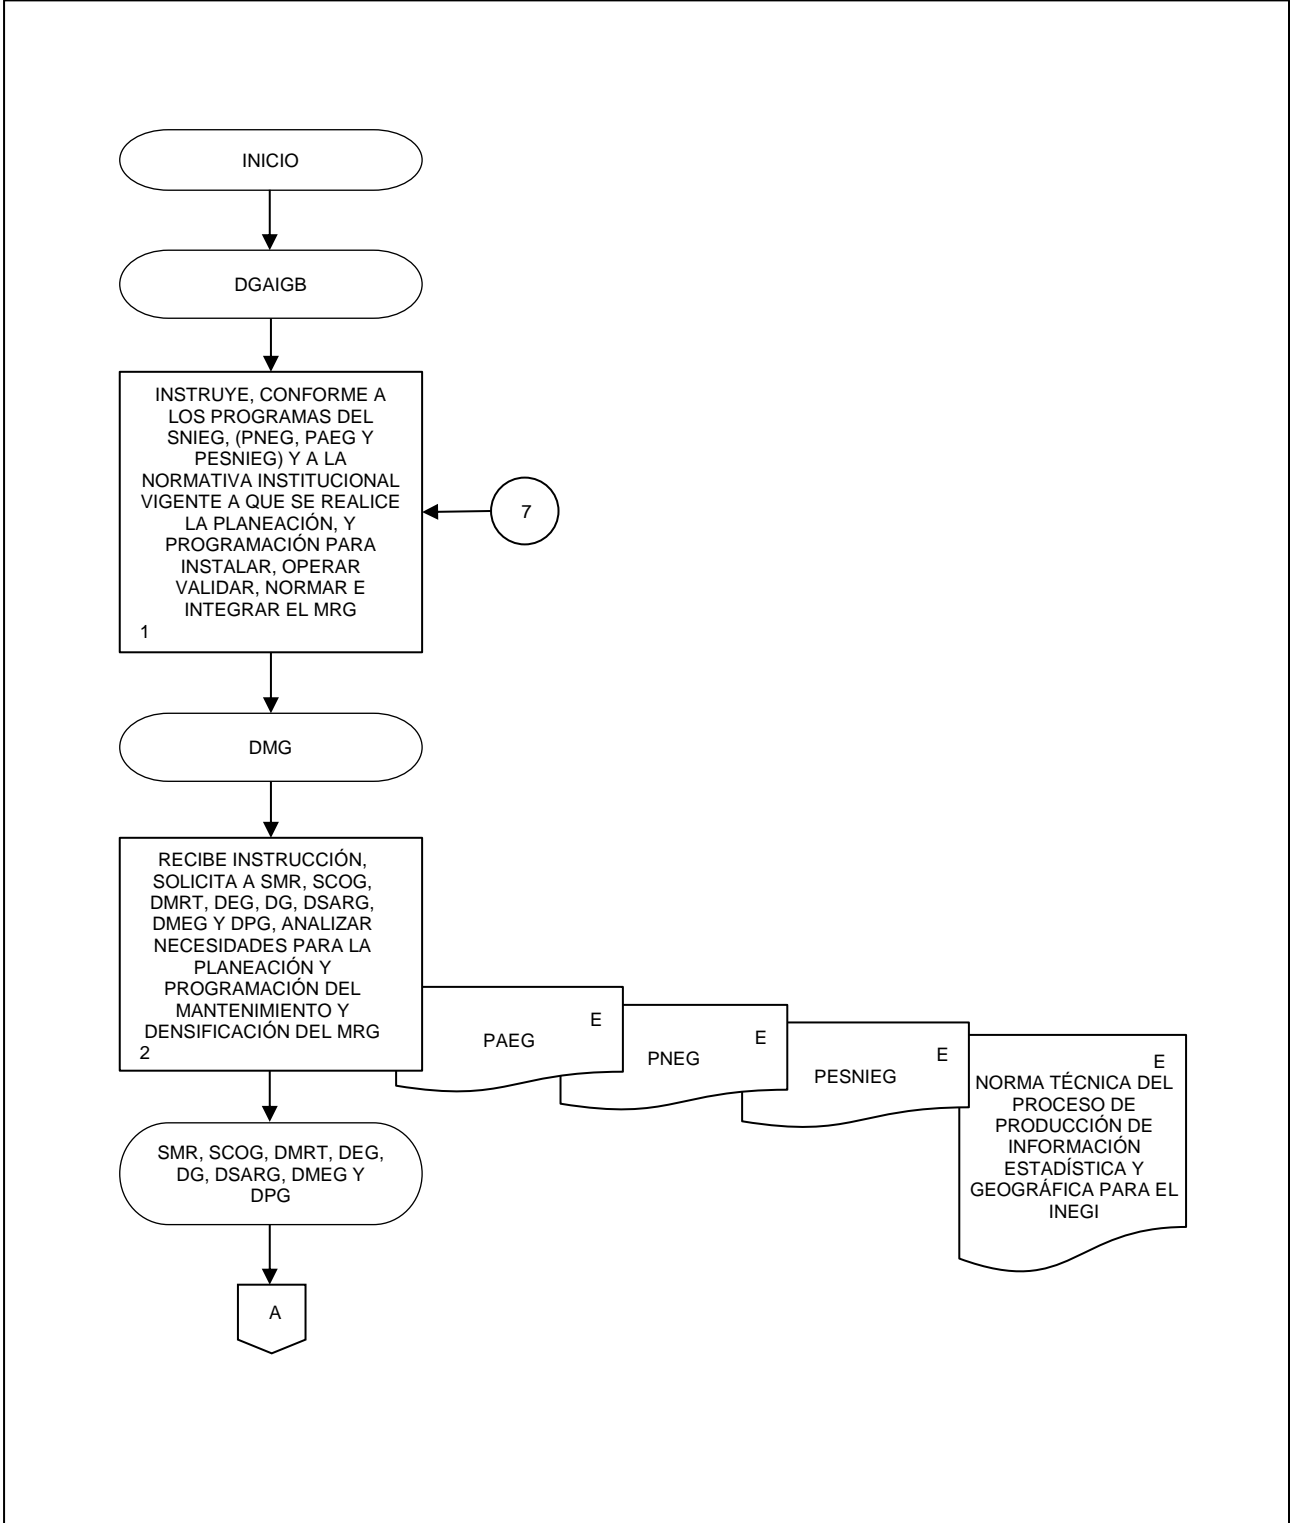 INICIO
DGAIGB
INSTRUYE, CONFORME A
LOS PROGRAMAS DEL
SNIEG, (PNEG, PAEG Y
PESNIEG) Y A LA
NORMATIVA INSTITUCIONAL
VIGENTE A QUE SE REALICE
LA PLANEACIÓN, Y
PROGRAMACIÓN PARA
INSTALAR, OPERAR
VALIDAR, NORMAR E
INTEGRAR EL MRG
1
7
DMG
RECIBE INSTRUCCIÓN,
SOLICITA A SMR, SCOG,
DMRT, DEG, DG, DSARG,
DMEG Y DPG, ANALIZAR
NECESIDADES PARA LA
PLANEACIÓN Y
PROGRAMACIÓN DEL
MANTENIMIENTO Y
DENSIFICACIÓN DEL MRG
2
E
PAEG
E
PNEG
E
PESNIEG
E
NORMA TÉCNICA DEL
PROCESO DE
PRODUCCIÓN DE
INFORMACIÓN
ESTADÍSTICA Y
GEOGRÁFICA PARA EL
INEGI
SMR, SCOG, DMRT, DEG,
DG, DSARG, DMEG Y
DPG
A